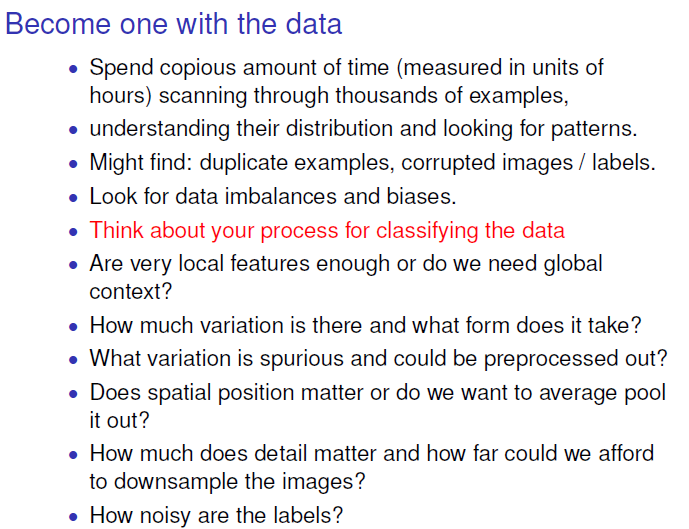 Become one with the data
• Spend copious amount of time (measured in units of
hours) scanning through thousands of examples,
• understanding their distribution and looking for patterns.
• Might find: duplicate examples, corrupted images / labels.
• Look for data imbalances and biases.
• Think about your process for classifying the data
• Are very local features enough or do we need global
context?
• How much variation is there and what form does it take?
• What variation is spurious and could be preprocessed out?
• Does spatial position matter or do we want to average pool
it out?
• How much does detail matter and how far could we afford
to downsample the images?
• How noisy are the labels?